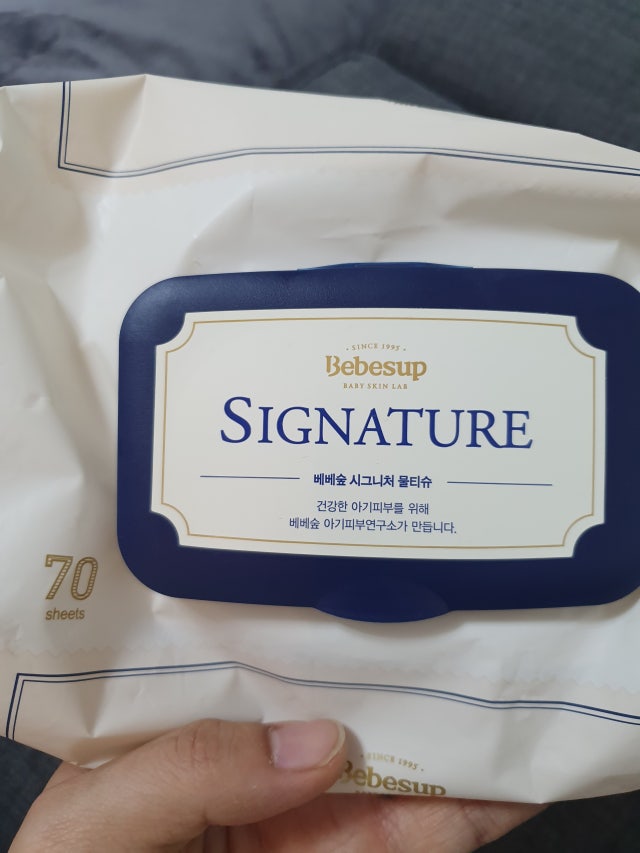 · SINCE 1995 ·
Bebesup
BABY SKIN LAB
SIGNATURE
베베숲 시그니처 물티슈
건강한 아기피부를 위해
베베숲 아기피부연구소가 만듭니다.
70
sheets
· SINCE 1995 ·
Bebesup